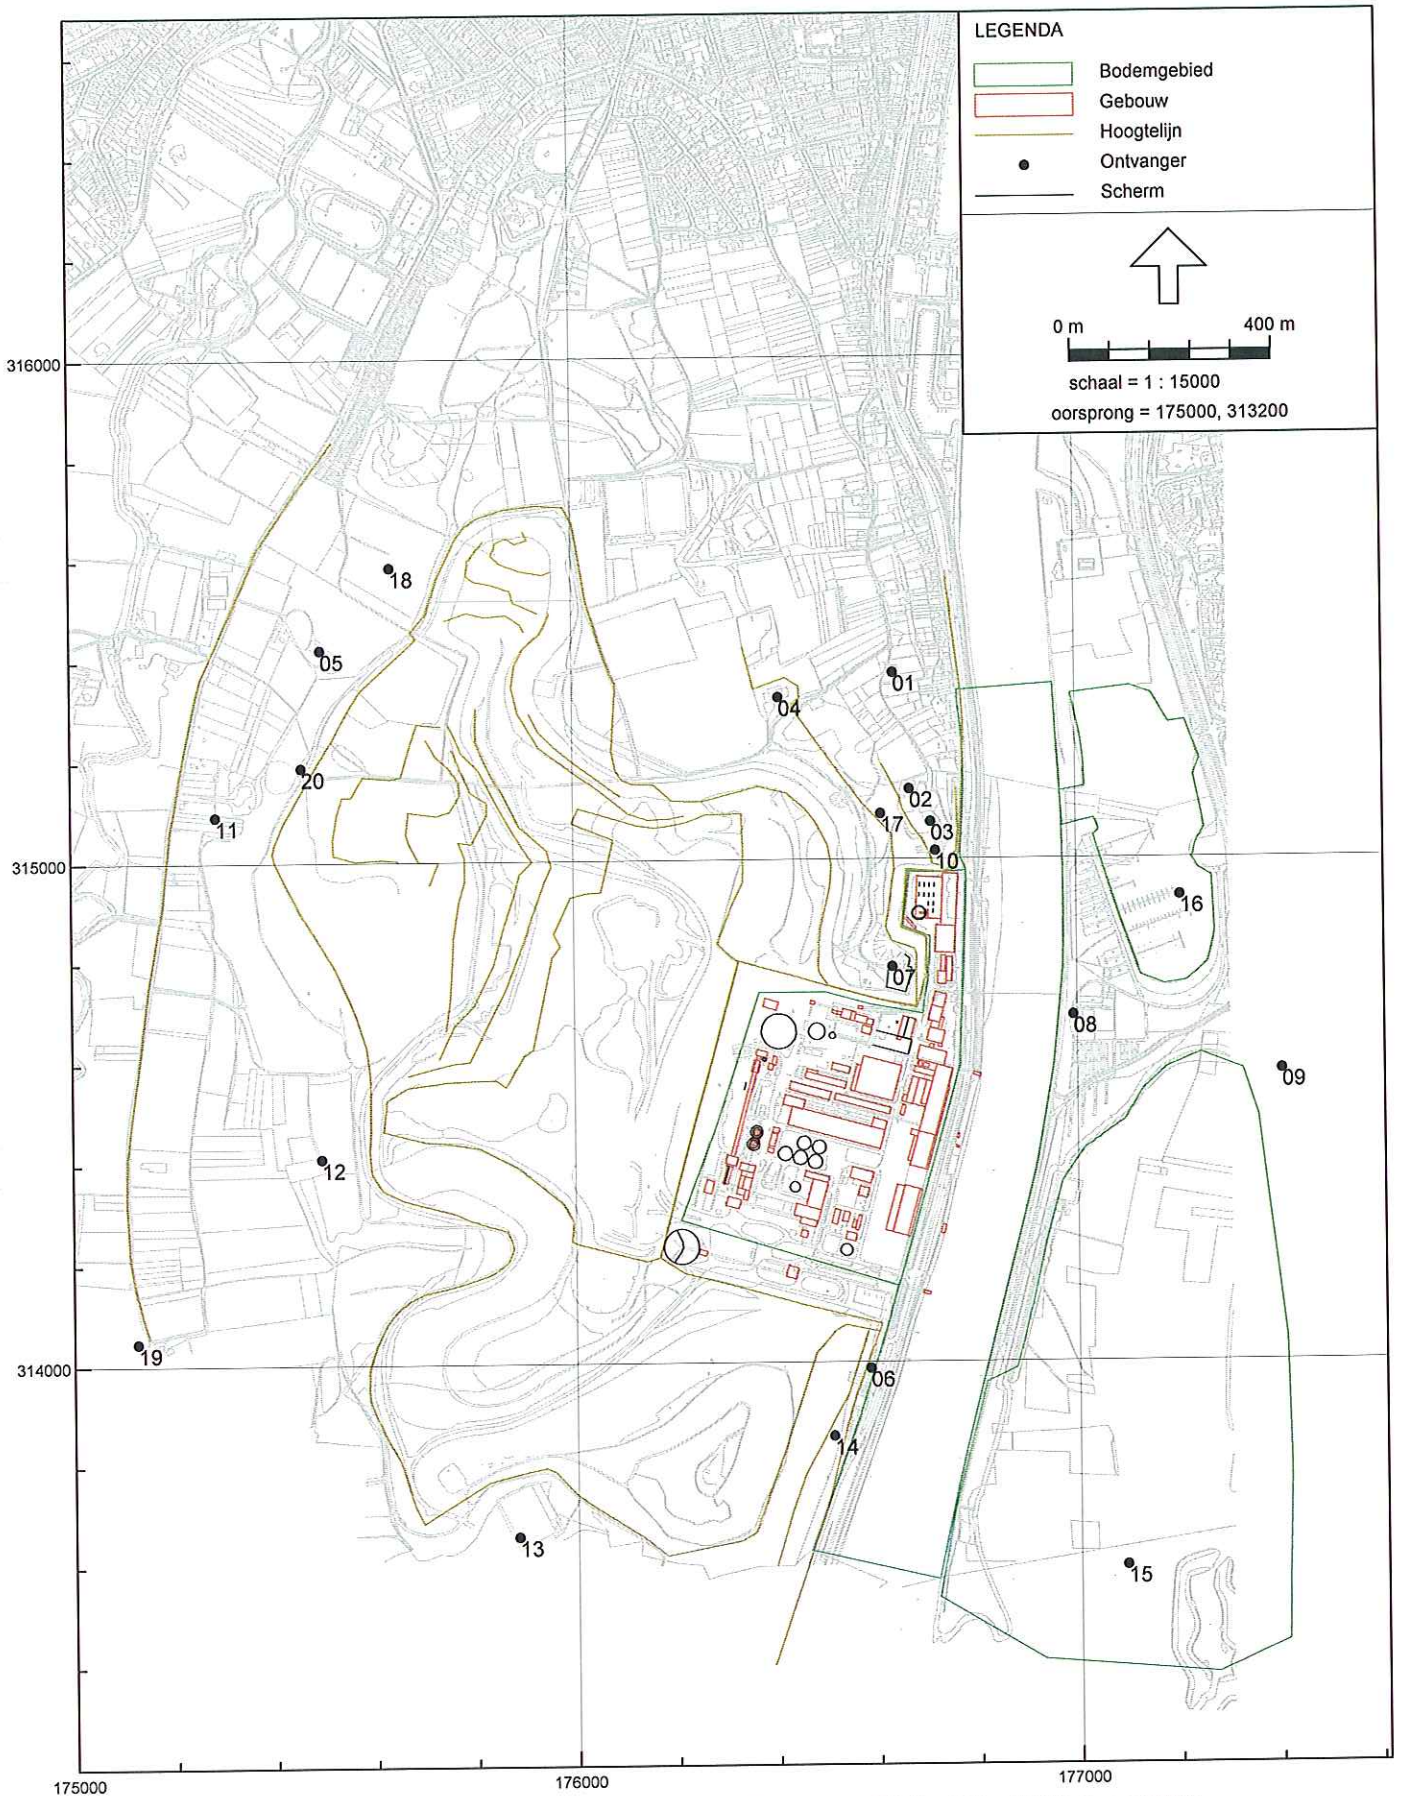 LEGENDA
Bodemgebied
Gebouw
Hoogtelijn
Ontvanger
Scherm
0 m 400 m
schaal = 1 : 15000
oorsprong = 175000, 313200
316000
18
05
01
04
20
02
11
17
03
10
315000
16
07
08
09
12
19
314000
06
14
13
15
175000
176000
177000